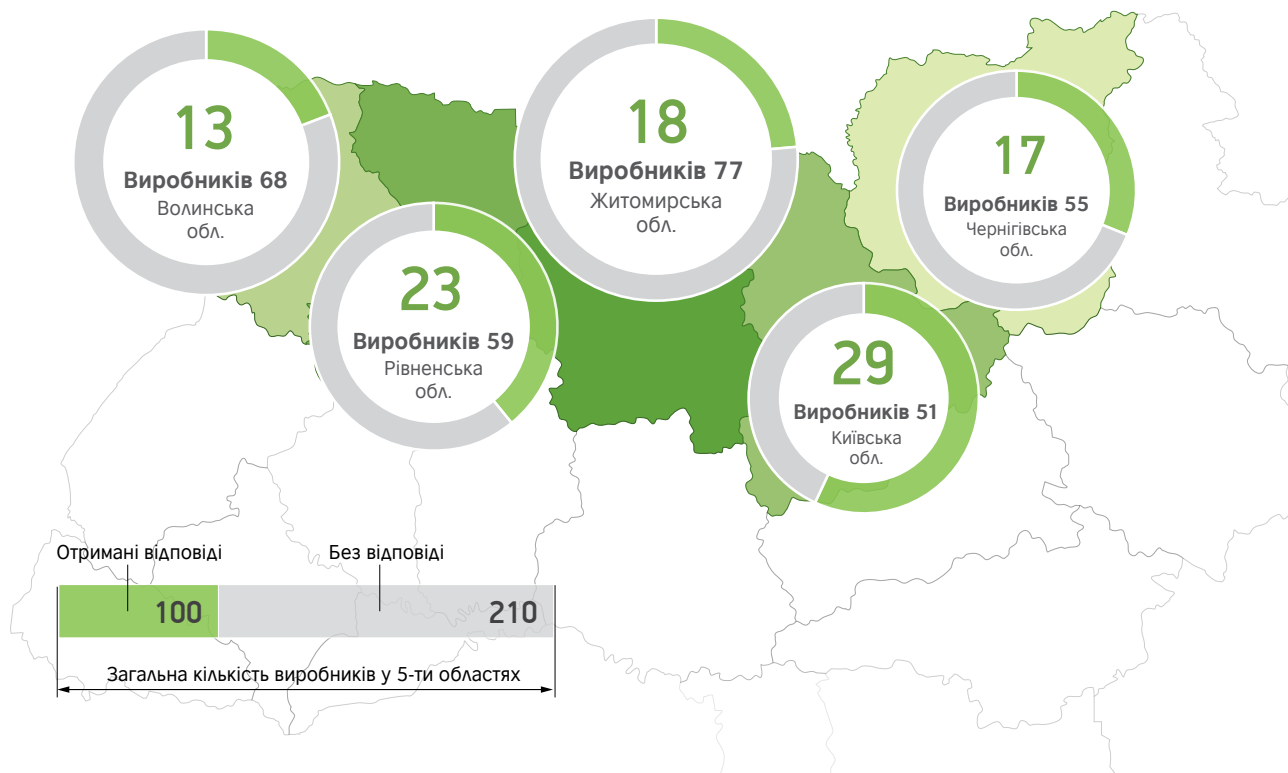 13
Виробників 68
Волинська
обл.
18
Виробників 77
Житомирська
обл.
17
Виробників 55
Чернігівська
обл.
23
Виробників 59
Рівненська
обл.
29
Виробників 51
Київська
обл.
Отримані відповіді
Без відповіді
100
210
Загальна кількість виробників у 5-ти областях